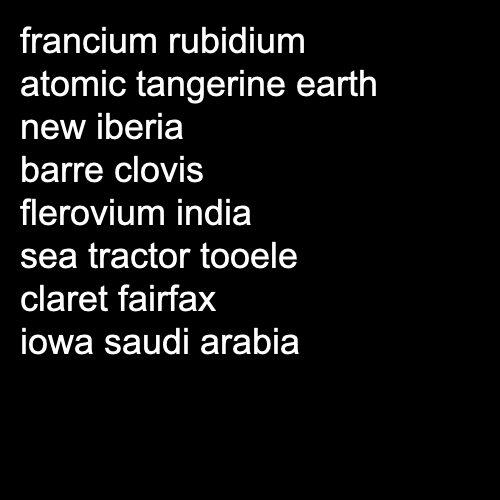 francium rubidium
atomic tangerine earth
new iberia
barre clovis
flerovium india
sea tractor tooele
claret fairfax
iowa saudi arabia